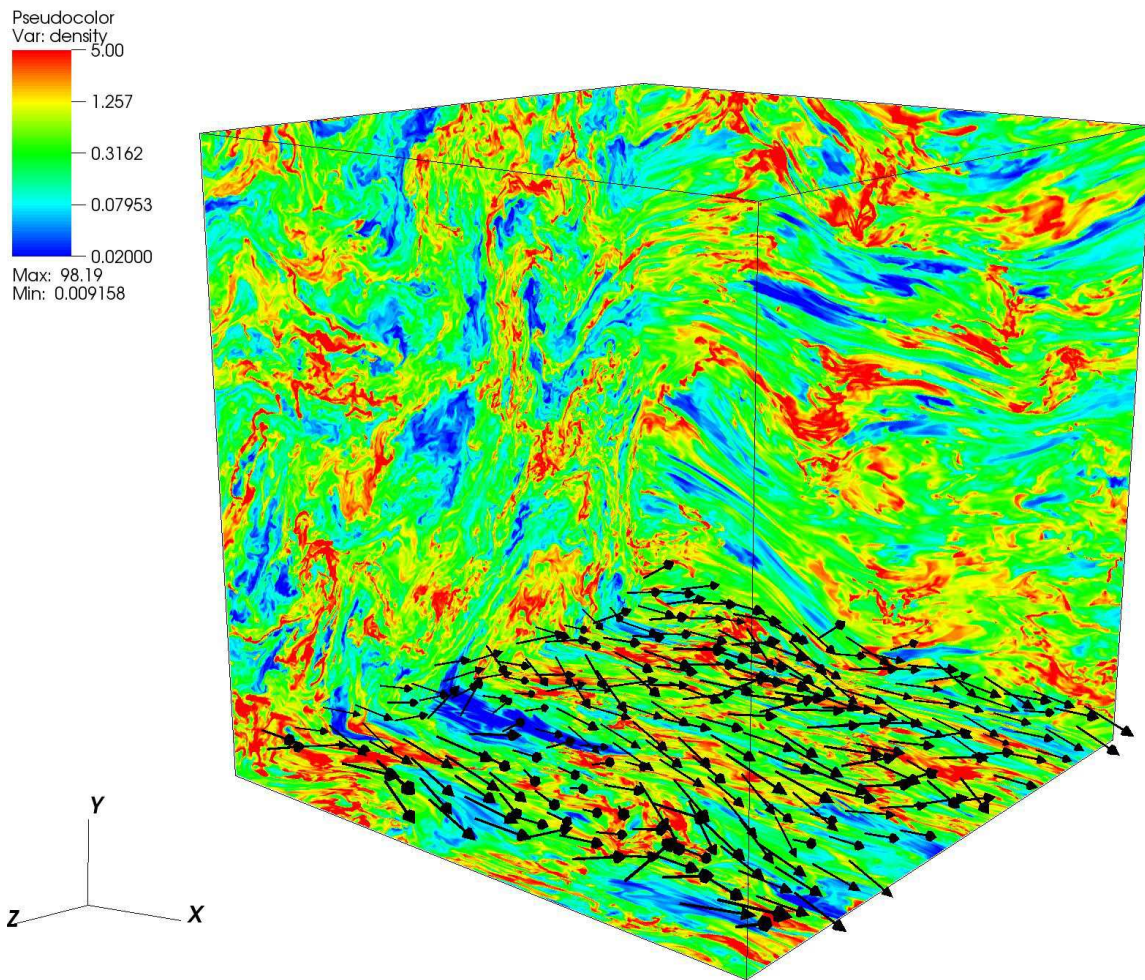 Pseudocolor
Var: density
5.00
1.257
0.3162
0.07953
0.02000
Max: 98.19
Min: 0.009158
Y
Z
X